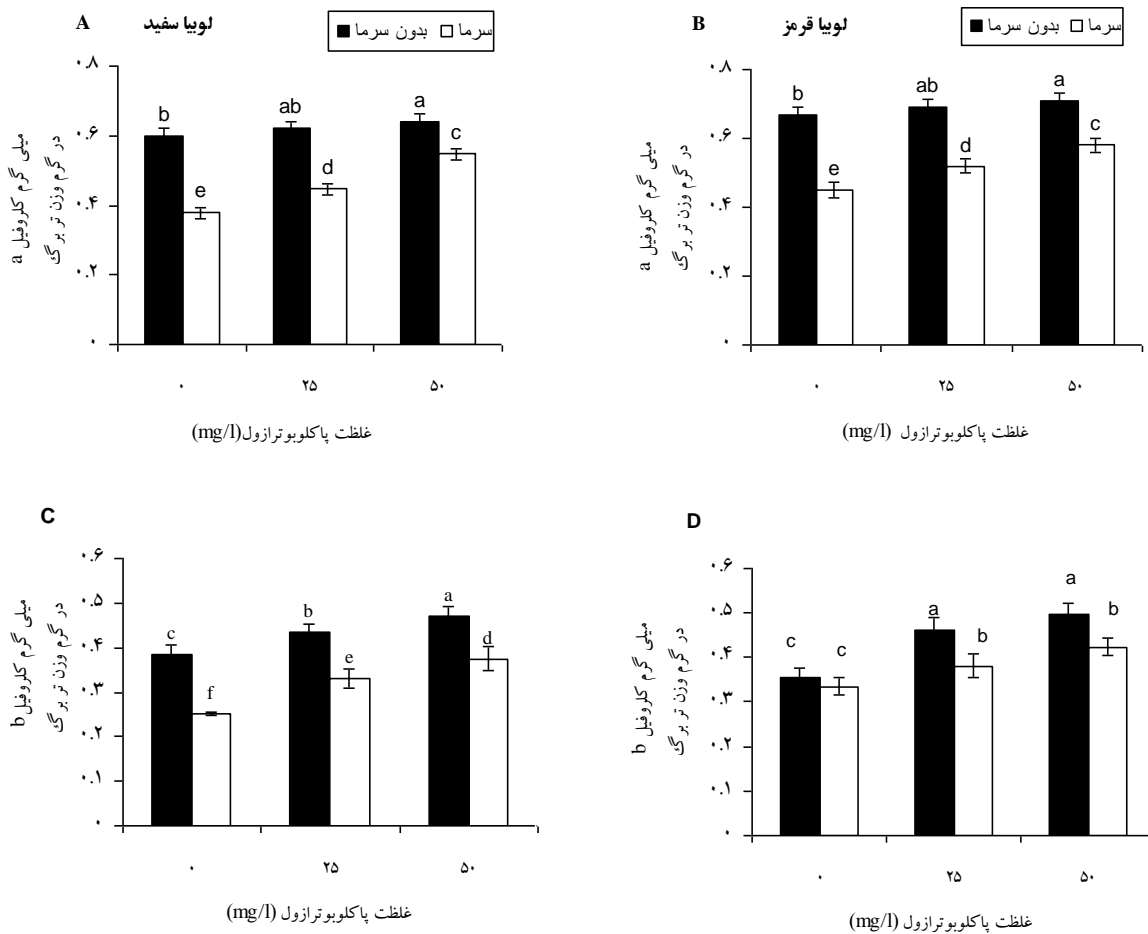 A
لوبیا سفید
بدون سرما سرما
۰.۸
۰.۶
۰.۴
۰.۲
۰
b
e
ab
d
a
c
میلی گرم کلروفیل a
در گرم وزن تر برگ
۰ ۲۵ ۵۰
غلظت پاکلوبوترازول(mg/l)
B
لوبیا قرمز
بدون سرما سرما
۰.۸
۰.۶
۰.۴
۰.۲
۰
b
e
ab
d
a
c
میلی گرم کلروفیل a
در گرم وزن تر برگ
۰ ۲۵ ۵۰
غلظت پاکلوبوترازول (mg/l)
C
۰.۶
۰.۵
۰.۴
۰.۳
۰.۲
۰.۱
۰
c
f
b
e
a
d
میلی گرم کلروفیل b
در گرم وزن تر برگ
۰ ۲۵ ۵۰
غلظت پاکلوبوترازول (mg/l)
D
۰.۶
۰.۵
۰.۴
۰.۳
۰.۲
۰.۱
۰
c
c
a
b
a
b
میلی گرم کلروفیل b
در گرم وزن تر برگ
۰ ۲۵ ۵۰
غلظت پاکلوبوترازول (mg/l)